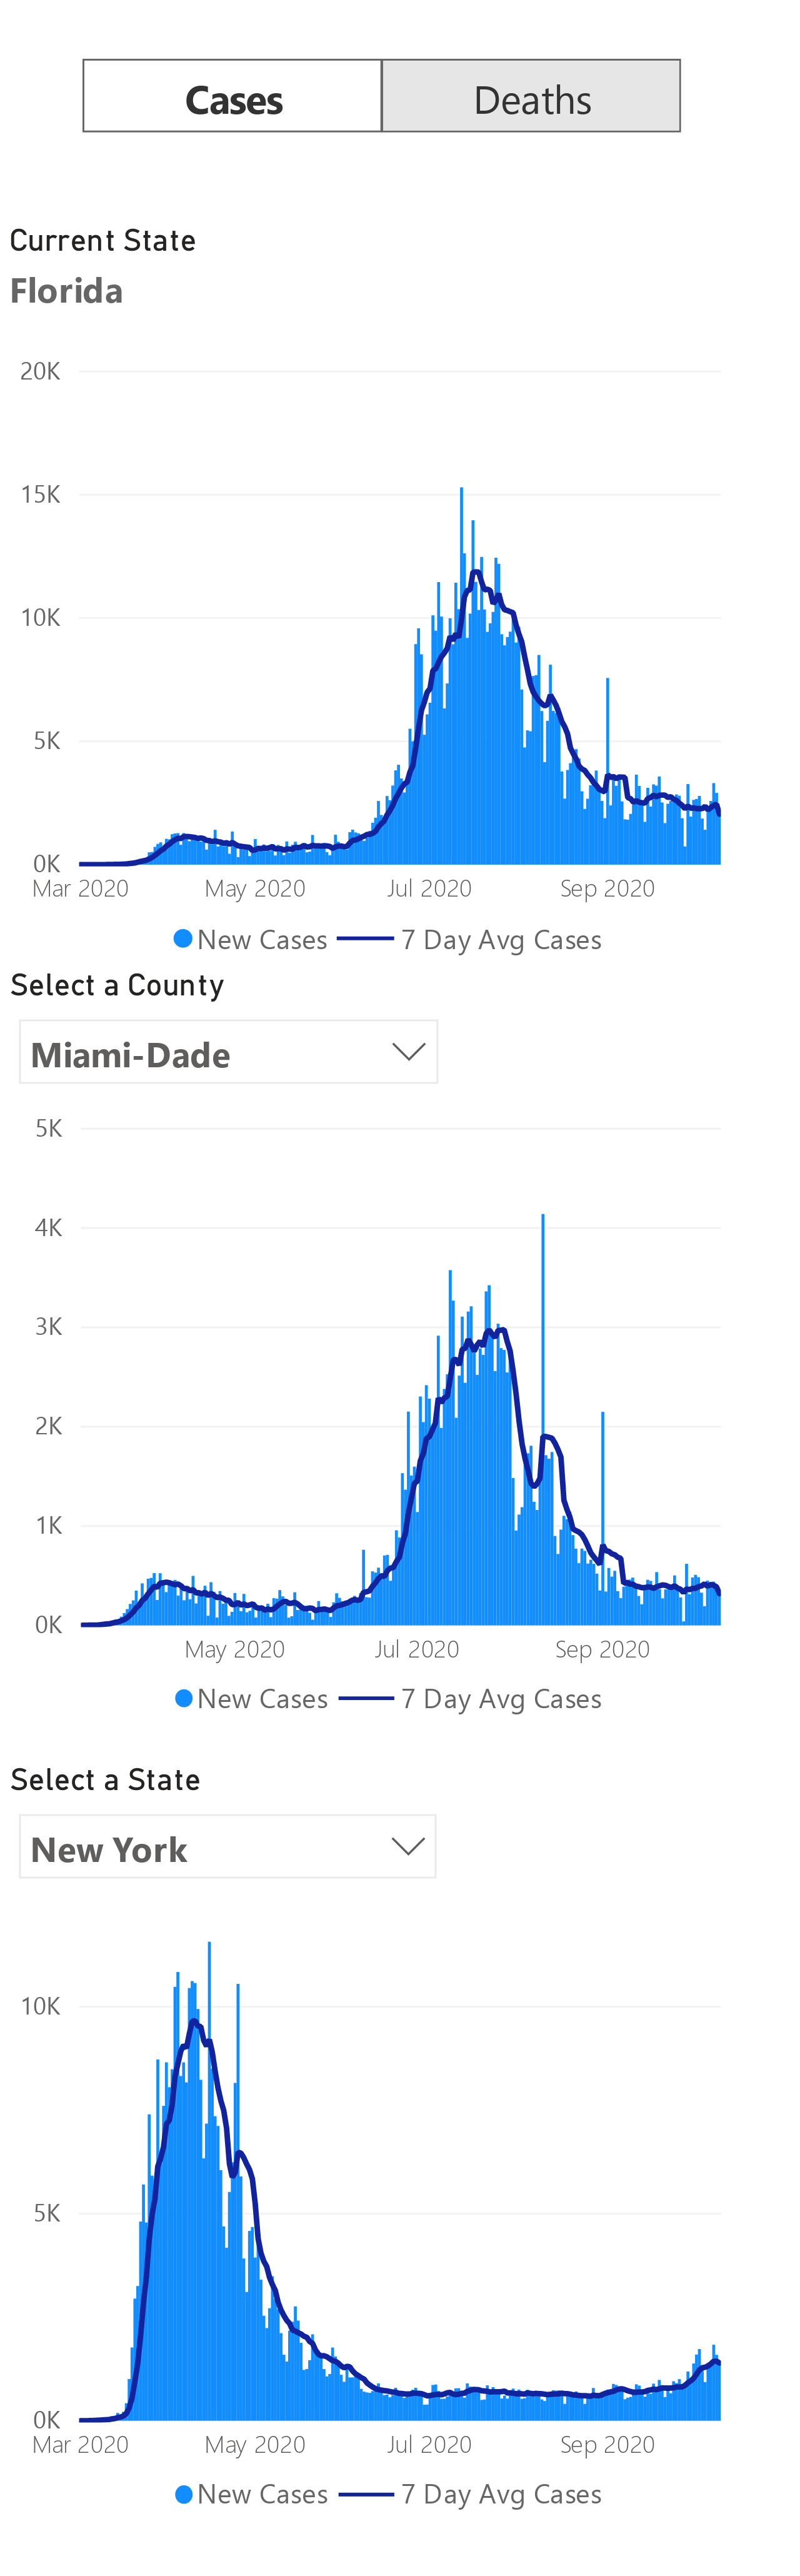 Cases Deaths
Current State
Florida
20K
15K
10K
5K
0K
Mar 2020 May 2020 Jul 2020 Sep 2020
New Cases 7 Day Avg Cases
Select a County
Miami-Dade
5K
4K
3K
2K
1K
0K
May 2020 Jul 2020 Sep 2020
New Cases 7 Day Avg Cases
Select a State
New York
10K
5K
0K
Mar 2020 May 2020 Jul 2020 Sep 2020
New Cases 7 Day Avg Cases